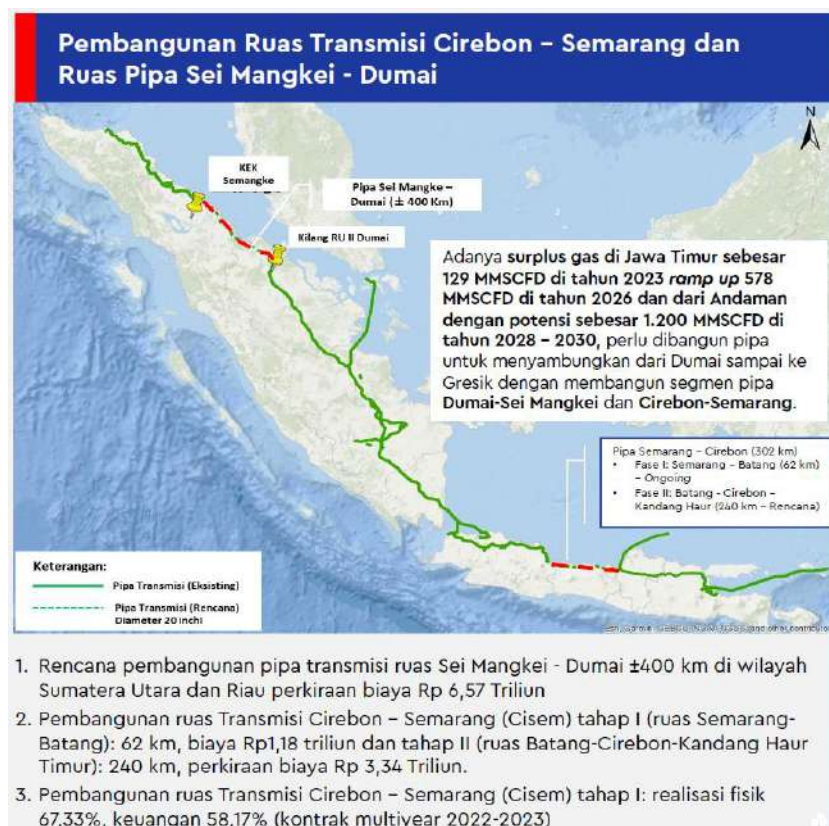 Pembangunan Ruas Transmisi Cirebon – Semarang dan
Ruas Pipa Sei Mangkei - Dumai
N
KEK
Semangke
Pipa Sei Mangke –
Dumai (± 400 Km)
Kilang RU II Dumai
Adanya surplus gas di Jawa Timur sebesar
129 MMSCFD di tahun 2023 ramp up 578
MMSCFD di tahun 2026 dan dari Andaman
dengan potensi sebesar 1.200 MMSCFD di
tahun 2028 – 2030, perlu dibangun pipa
untuk menyambungkan dari Dumai sampai ke
Gresik dengan membangun segmen pipa
Dumai-Sei Mangkei dan Cirebon-Semarang.
Pipa Semarang – Cirebon (302 km)
• Fase I: Semarang – Batang (62 km)
– Ongoing
• Fase II: Batang - Cirebon –
Kandang Haur (240 km – Rencana)
Keterangan:
Pipa Transmisi (Eksisting)
Pipa Transmisi (Rencana)
Diameter 20 Inchi
and other contributors
1. Rencana pembangunan pipa transmisi ruas Sei Mangkei - Dumai ±400 km di wilayah
Sumatera Utara dan Riau perkiraan biaya Rp 6,57 Triliun
2. Pembangunan ruas Transmisi Cirebon – Semarang (Cisem) tahap I (ruas Semarang-
Batang): 62 km, biaya Rp1,18 triliun dan tahap II (ruas Batang-Cirebon-Kandang Haur
Timur): 240 km, perkiraan biaya Rp 3,34 Triliun.
3. Pembangunan ruas Transmisi Cirebon – Semarang (Cisem) tahap I: realisasi fisik
67,33%, keuangan 58,17% (kontrak multiyear 2022-2023)